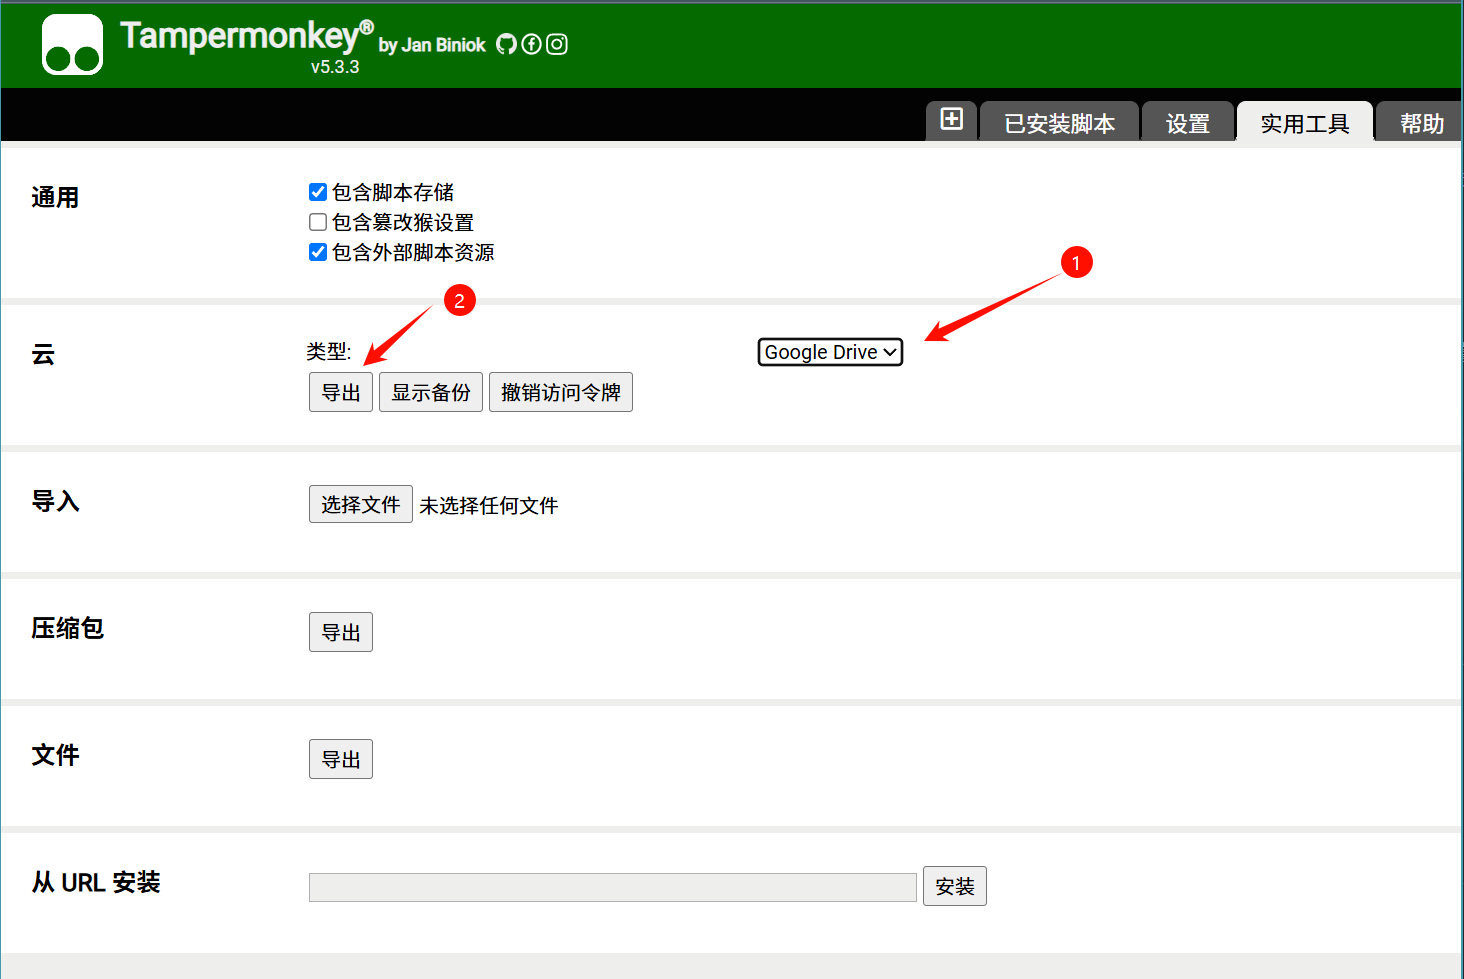 Tampermonkey® by Jan Biniok
v5.3.3
已安装脚本 设置 实用工具 帮助
通用
包含脚本存储
包含篡改猴设置
包含外部脚本资源
1
2
云
类型: Google Drive
导出 显示备份 撤销访问令牌
导入
选择文件 未选择任何文件
压缩包
导出
文件
导出
从 URL 安装
安装